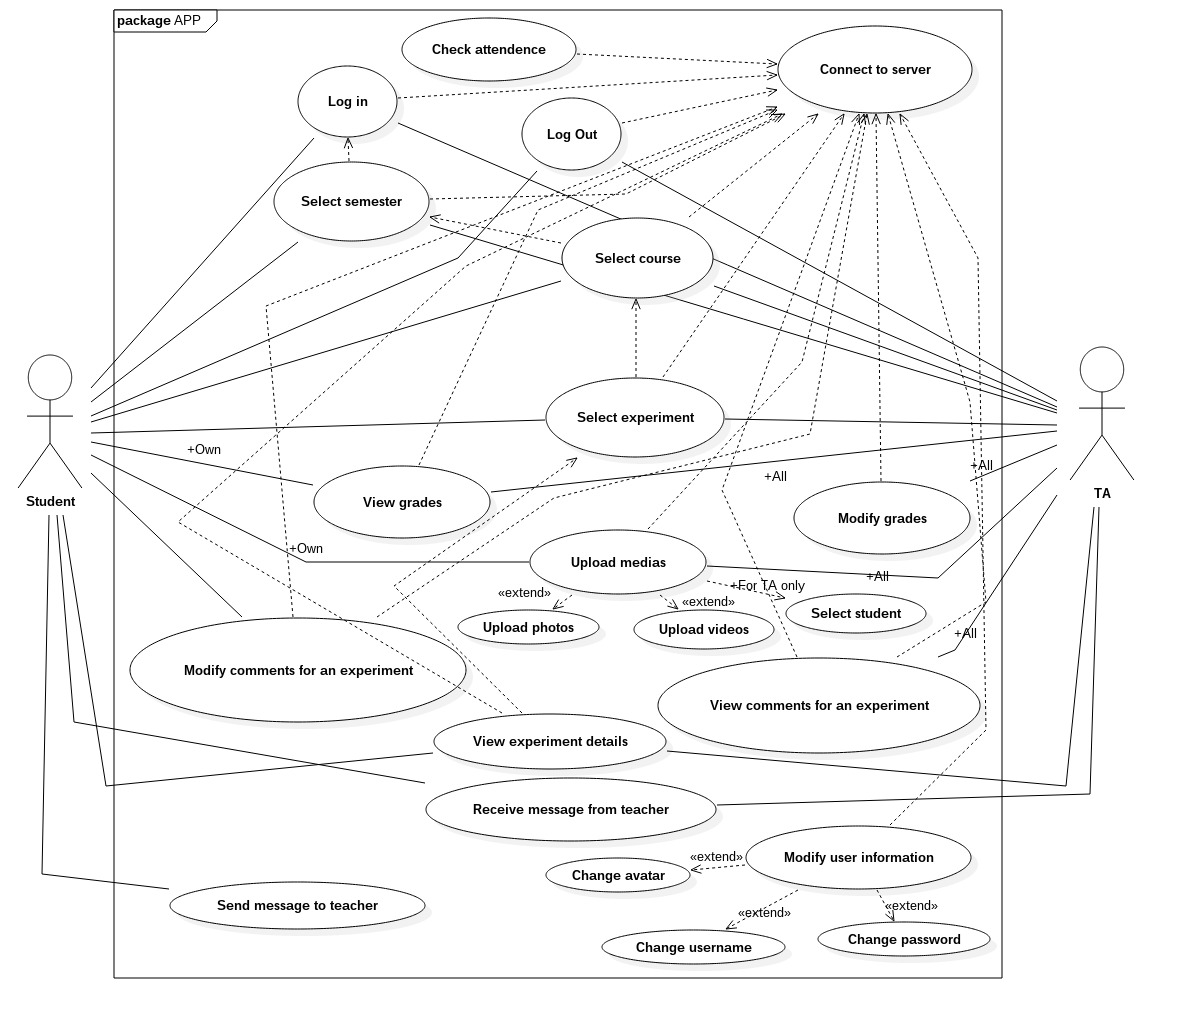 package APP
Check attendence
Connect to server
Log in
Log Out
Select semester
Select course
Select experiment
+Own
+All
+All
View grades
Student
TA
Modify grades
+Own
Upload medias
+All
+For TA only
«extend»
«extend»
Select student
Upload photos
Upload videos
+All
Modify comments for an experiment
View comments for an experiment
View experiment details
Receive message from teacher
«extend»
Modify user information
Change avatar
Send message to teacher
«extend»
«extend»
Change username
Change password